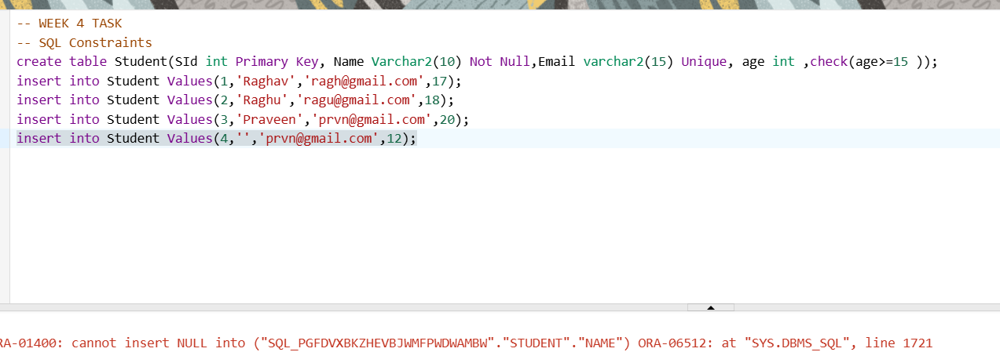 -- WEEK 4 TASK
-- SQL Constraints
create table Student(SId int Primary Key, Name Varchar2(10) Not Null,Email varchar2(15) Unique, age int ,check(age>=15 ));
insert into Student Values(1,'Raghav','ragh@gmail.com',17);
insert into Student Values(2,'Raghu','ragu@gmail.com',18);
insert into Student Values(3,'Praveen','prvn@gmail.com',20);
insert into Student Values(4,'','prvn@gmail.com',12);
RA-01400: cannot insert NULL into ("SQL_PGFDVXBKZHEVBJWMFPWDWAMBW"."STUDENT"."NAME") ORA-06512: at "SYS.DBMS_SQL", line 1721